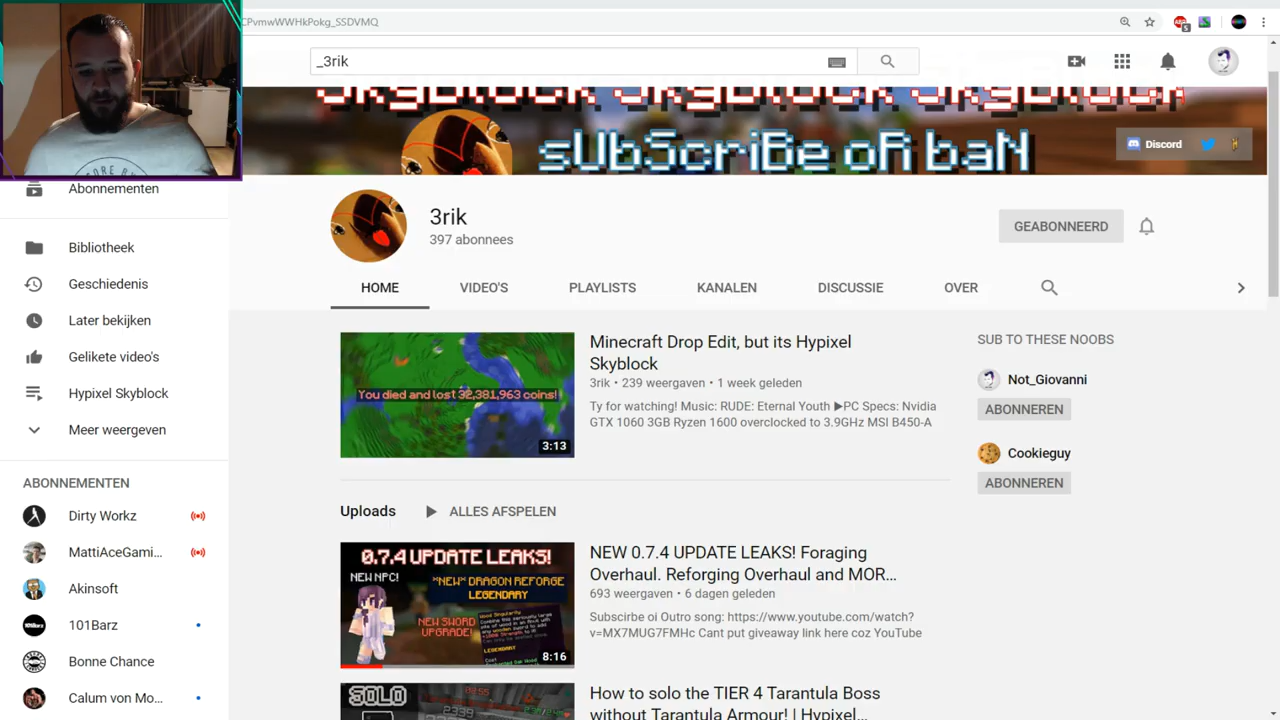 CPvmwWWHkPokg_SSDVMQ
_3rik
Skyblock Skyblock Skyblock
sUbScriBe oR baN
Discord
Abonnementen
3rik
397 abonnees
GEABONNEERD
Bibliotheek
Geschiedenis
Later bekijken
Gelikete video's
Hypixel Skyblock
Meer weergeven
HOME
VIDEO'S
PLAYLISTS
KANALEN
DISCUSSIE
OVER
You died and lost 32,381,963 coins!
3:13
Minecraft Drop Edit, but its Hypixel
Skyblock
3rik • 239 weergaven • 1 week geleden
Ty for watching! Music: RUDE: Eternal Youth ▶PC Specs: Nvidia
GTX 1060 3GB Ryzen 1600 overclocked to 3.9GHz MSI B450-A
SUB TO THESE NOOBS
Not_Giovanni
ABONNEREN
Cookieguy
ABONNEREN
ABONNEMENTEN
Dirty Workz
MattiAceGami...
Akinsoft
101Barz
Bonne Chance
Calum von Mo...
Uploads
ALLES AFSPELEN
0.7.4 UPDATE LEAKS!
NEW NPC!
*NEW* DRAGON REFORGE
LEGENDARY
NEW SWORD
UPGRADE!
Wood Singularity
LEGENDARY
8:16
NEW 0.7.4 UPDATE LEAKS! Foraging
Overhaul. Reforging Overhaul and MOR...
693 weergaven • 6 dagen geleden
Subscirbe oi Outro song: https://www.youtube.com/watch?
v=MX7MUG7FMHc Cant put giveaway link here coz YouTube
SOLO
How to solo the TIER 4 Tarantula Boss
without Tarantula Armour! | Hypixel...